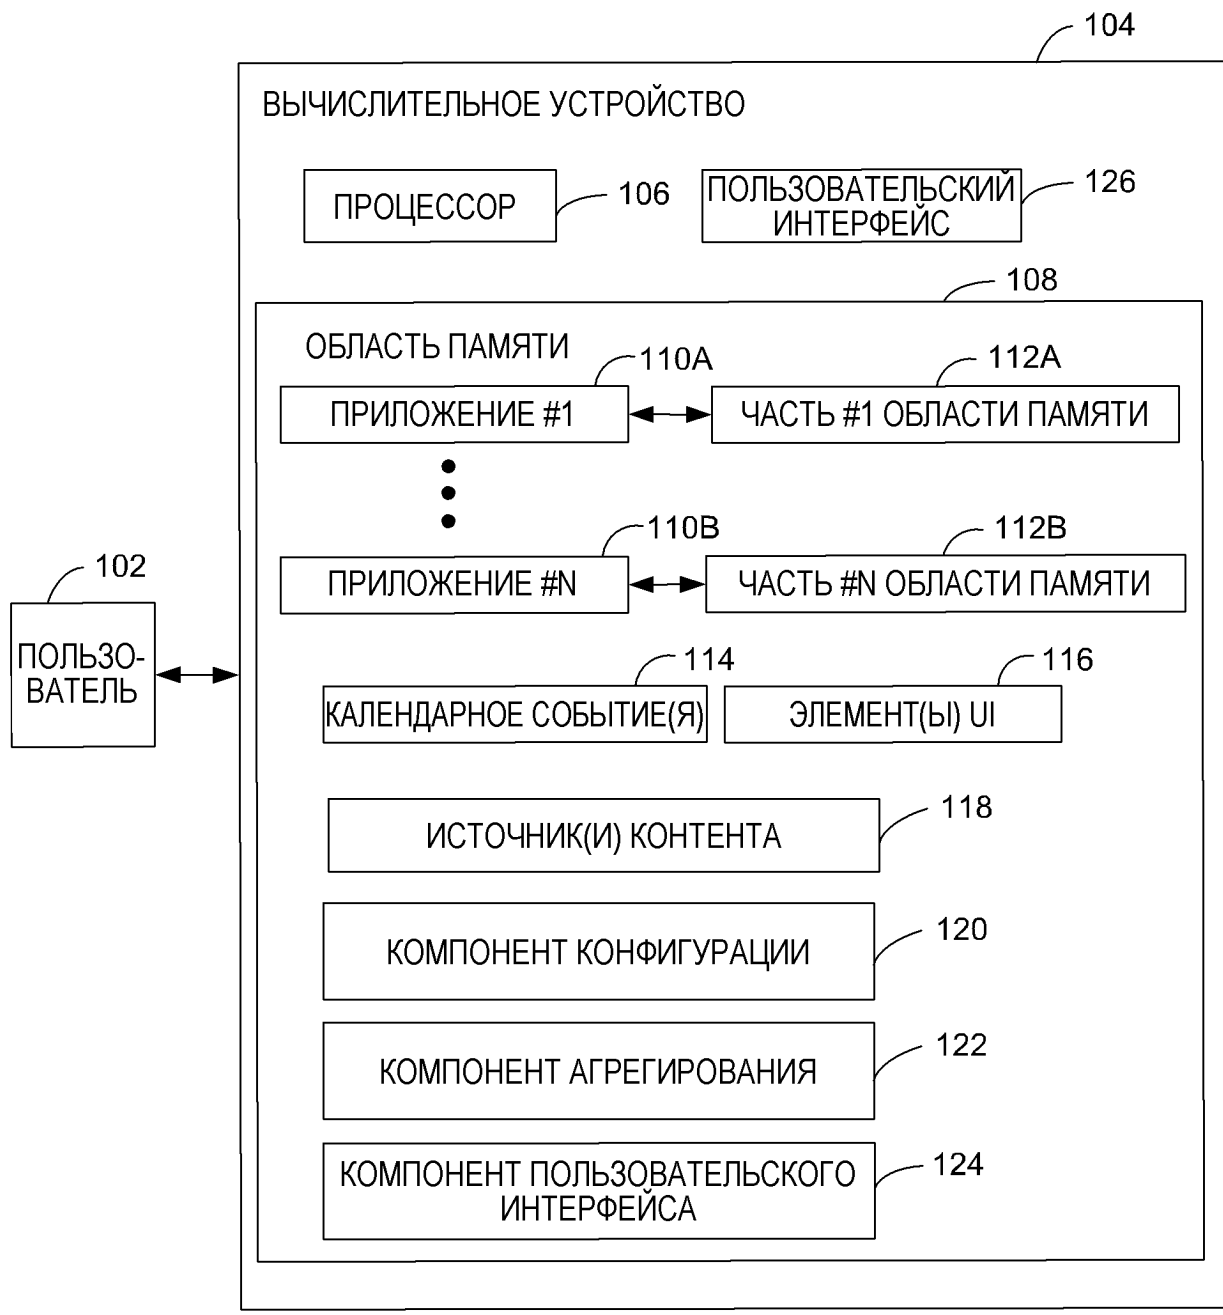 104
ВЫЧИСЛИТЕЛЬНОЕ УСТРОЙСТВО
ПРОЦЕССОР
106
ПОЛЬЗОВАТЕЛЬСКИЙ
ИНТЕРФЕЙС
126
108
ОБЛАСТЬ ПАМЯТИ
110A
112A
ПРИЛОЖЕНИЕ #1
ЧАСТЬ #1 ОБЛАСТИ ПАМЯТИ
110B
112B
ПРИЛОЖЕНИЕ #N
ЧАСТЬ #N ОБЛАСТИ ПАМЯТИ
102
ПОЛЬЗО-
ВАТЕЛЬ
114
116
КАЛЕНДАРНОЕ СОБЫТИЕ(Я)
ЭЛЕМЕНТ(Ы) UI
118
ИСТОЧНИК(И) КОНТЕНТА
120
КОМПОНЕНТ КОНФИГУРАЦИИ
122
КОМПОНЕНТ АГРЕГИРОВАНИЯ
124
КОМПОНЕНТ ПОЛЬЗОВАТЕЛЬСКОГО
ИНТЕРФЕЙСА